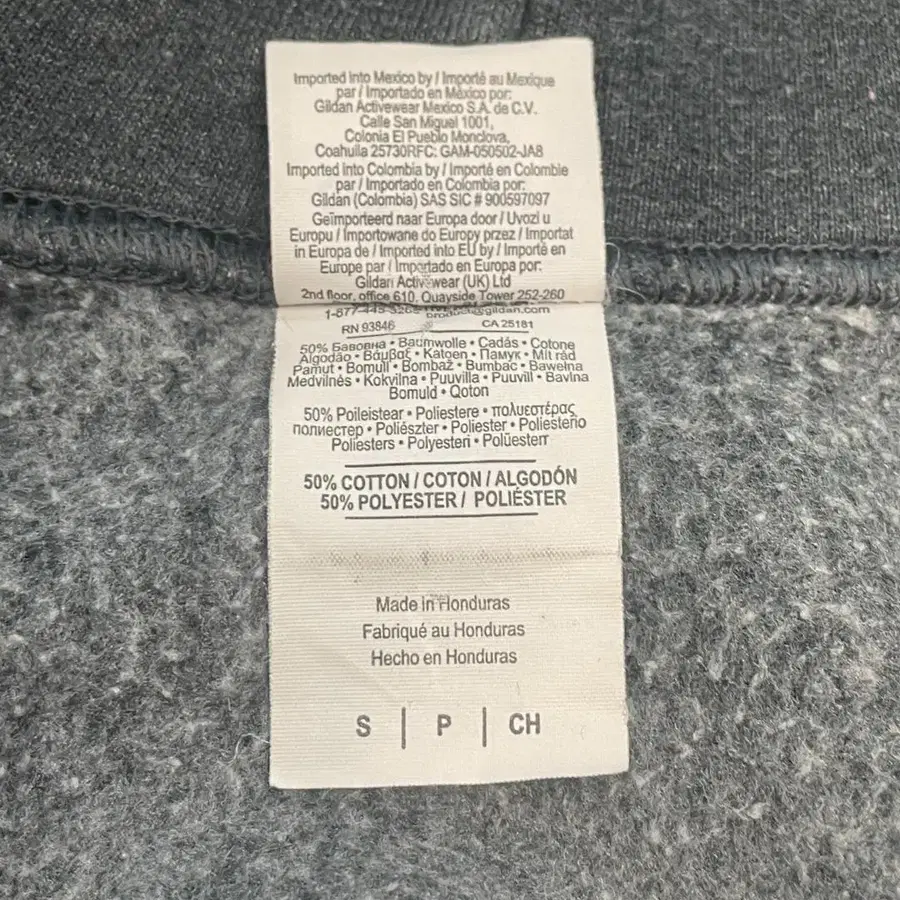 Imported into Mexico by / Importé au Mexique
par / Importado en México por:
Gildan Activewear Mexico S.A. de C.V.
Calle San Miguel 1001,
Colonia El Pueblo Monclova,
Coahuila 25730RFC: GAM-050502-JA8
Imported into Colombia by / Importé en Colombie
par / Importado en Colombia por:
Gildan (Colombia) SAS SIC # 900597097
Geïmporteerd naar Europa door / Uvozi u
Europu / Importowane do Europy przez / Importat
in Europa de / Imported into EU by / Importé en
Europe par / Importado en Europa por:
Gildan Activewear (UK) Ltd
2nd floor, office 610, Quayside Tower 252-260
1-877-445-
RN 93846 CA 25181
50% Бавовна • Baumwolle • Cadás • Cotone
Algodão • Βάμβαξ • Katoen • Памук • Mít rád
Pamut • Bomull • Bombaž • Bumbac • Bawełna
Medvilnės • Kokvilna • Puuvilla • Puuvill • Bavlna
Bomuld • Qoton
50% Poileistear • Poliestere • πολυεστέρας
полиестер • Poliészter • Poliester • Poliesteño
Poliesters • Polyesteri • Polüesterr
50% COTTON / COTON / ALGODÓN
50% POLYESTER / POLIÉSTER
Made in Honduras
Fabriqué au Honduras
Hecho en Honduras
S | P | CH